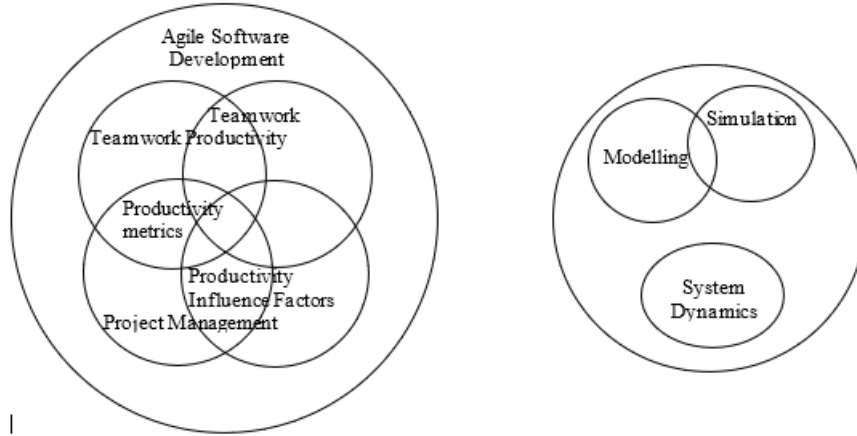 Agile Software
Development
Teamwork
Teamwork Productivity
Productivity
metrics
Productivity
Influence Factors
Project Management
Simulation
Modelling
System
Dynamics